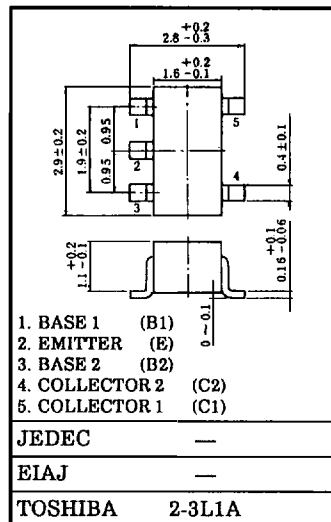 +0.2
2.8 -0.3
+0.2
1.6-0.1
1
5
2.9±0.2
1.9±0.2
0.95
0.95
2
4
3
0.4±0.1
+0.2
1.1-0.1
+0.1
0.16-0.06
0~0.1
1. BASE 1 (B1)
2. EMITTER (E)
3. BASE 2 (B2)
4. COLLECTOR 2 (C2)
5. COLLECTOR 1 (C1)
JEDEC —
EIAJ —
TOSHIBA 2-3L1A